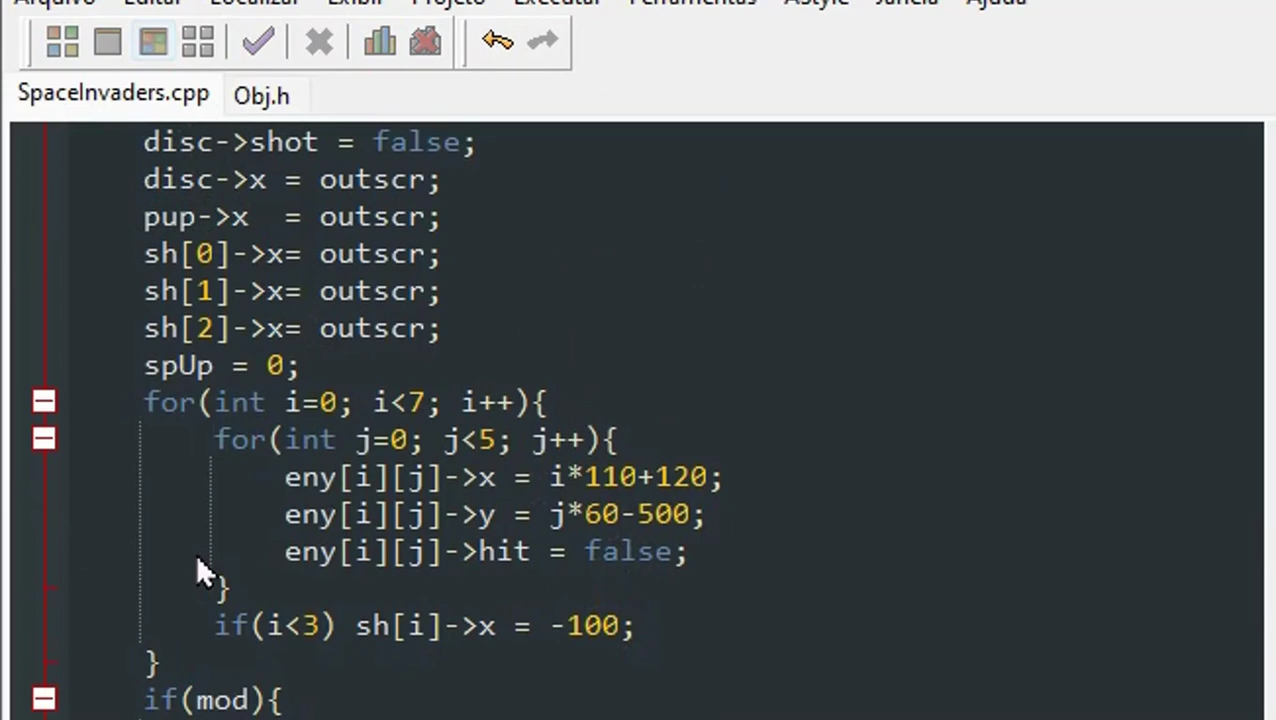 Arquivo Editar Localizar Exibir Projeto Executar Ferramentas AStyle Janela Ajuda
SpaceInvaders.cpp Obj.h
disc->shot = false;
disc->x = outscr;
pup->x  = outscr;
sh[0]->x= outscr;
sh[1]->x= outscr;
sh[2]->x= outscr;
spUp = 0;
for(int i=0; i<7; i++){
for(int j=0; j<5; j++){
eny[i][j]->x = i*110+120;
eny[i][j]->y = j*60-500;
eny[i][j]->hit = false;
}
if(i<3) sh[i]->x = -100;
}
if(mod){